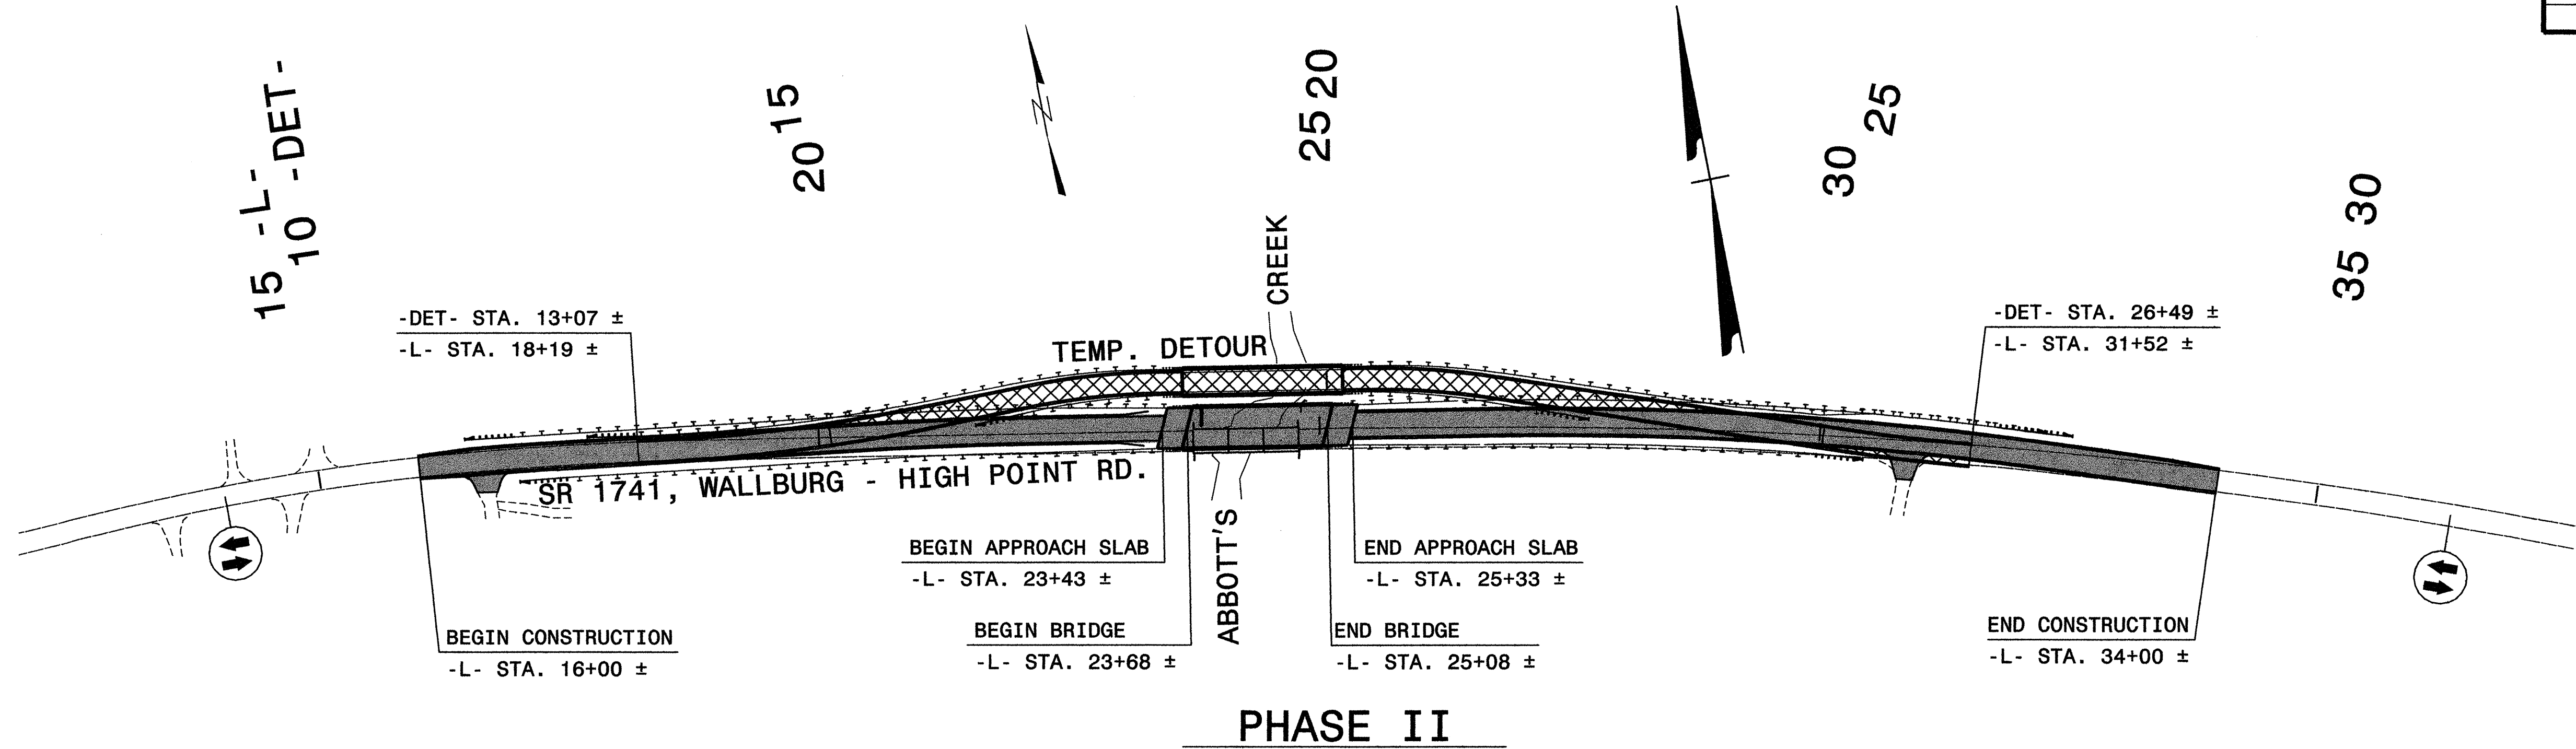 -L-
15
-DET-
10
15
20
N
20
25
25
30
30
35
-DET- STA. 13+07 ±
-L- STA. 18+19 ±
-DET- STA. 26+49 ±
-L- STA. 31+52 ±
CREEK
TEMP. DETOUR
SR 1741, WALLBURG - HIGH POINT RD.
ABBOTT'S
BEGIN APPROACH SLAB
-L- STA. 23+43 ±
END APPROACH SLAB
-L- STA. 25+33 ±
BEGIN CONSTRUCTION
-L- STA. 16+00 ±
BEGIN BRIDGE
-L- STA. 23+68 ±
END BRIDGE
-L- STA. 25+08 ±
END CONSTRUCTION
-L- STA. 34+00 ±
PHASE II